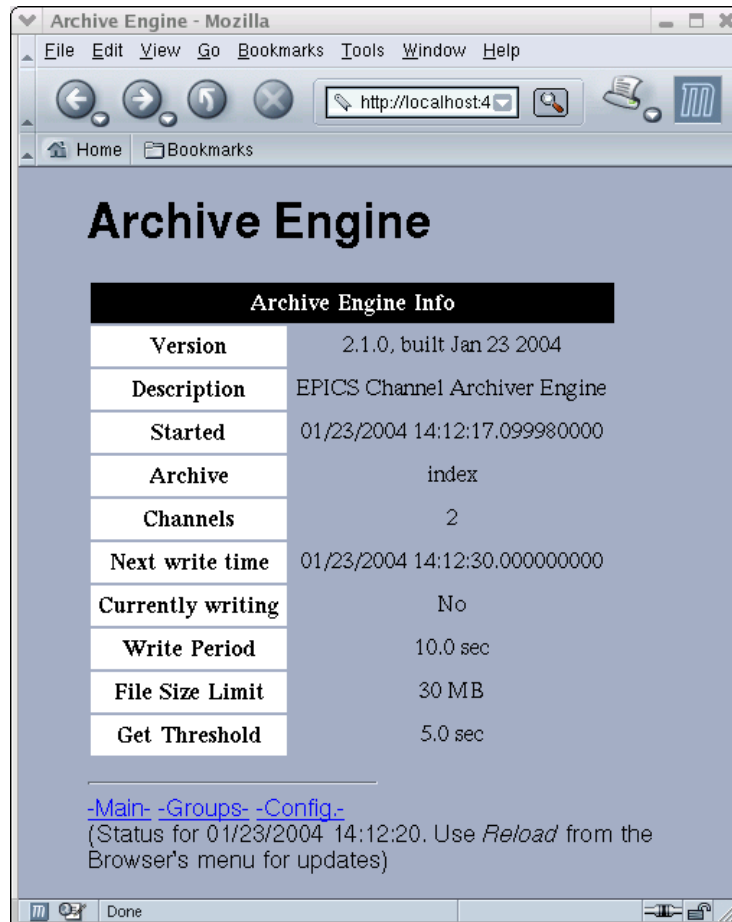 Archive Engine - Mozilla
File Edit View Go Bookmarks Tools Window Help
http://localhost:4
Home Bookmarks
Archive Engine
Archive Engine Info
Version 2.1.0, built Jan 23 2004
Description EPICS Channel Archiver Engine
Started 01/23/2004 14:12:17.099980000
Archive index
Channels 2
Next write time 01/23/2004 14:12:30.000000000
Currently writing No
Write Period 10.0 sec
File Size Limit 30 MB
Get Threshold 5.0 sec
-Main- -Groups- -Config.-
(Status for 01/23/2004 14:12:20. Use Reload from the
Browser's menu for updates)
Done